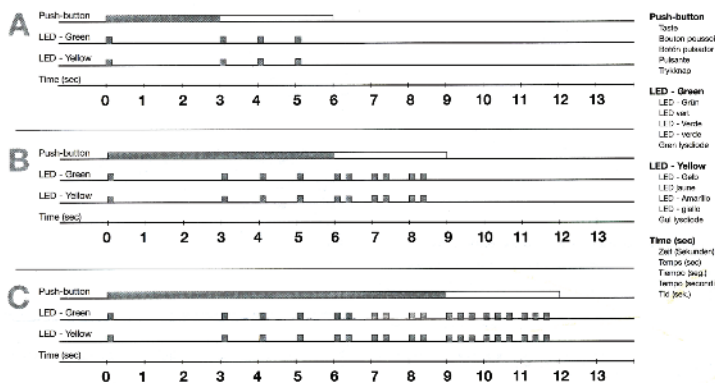 A
Push-button
LED - Green
LED - Yellow
Time (sec)
0 1 2 3 4 5 6 7 8 9 10 11 12 13
B
Push-button
LED - Green
LED - Yellow
Time (sec)
0 1 2 3 4 5 6 7 8 9 10 11 12 13
C
Push-button
LED - Green
LED - Yellow
Time (sec)
0 1 2 3 4 5 6 7 8 9 10 11 12 13
Push-button
Taste
Bouton poussoi
Botón pulsador
Pulsante
Trykknap
LED - Green
LED - Grün
LED vert
LED - Verde
LED - verde
Grøn lysdiode
LED - Yellow
LED - Gelb
LED jaune
LED - Amarillo
LED - giallo
Gul lysdiode
Time (sec)
Zeit (Sekunden)
Temps (sec)
Tiempo (seg.)
Tempo (second
Tid (sek.)